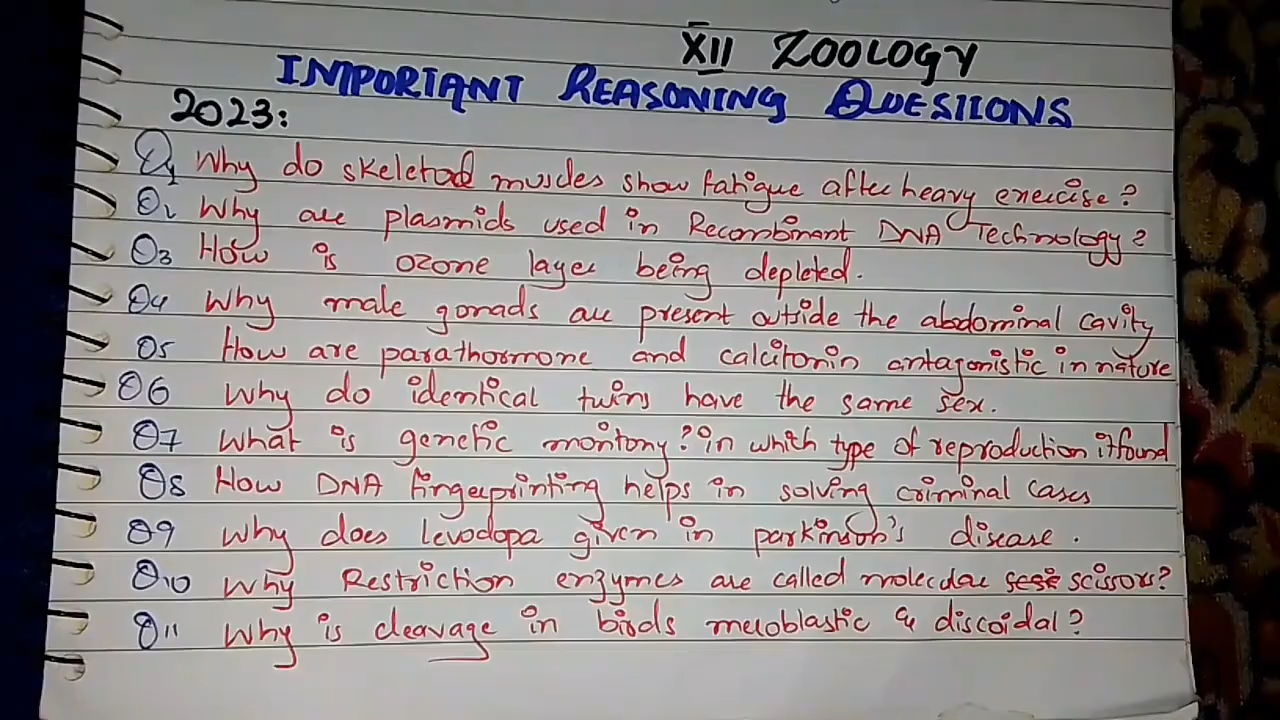 XII ZOOLOGY
IMPORTANT REASONING QUESIIONS
2023:
Q1 Why do skeletal muscles show fatigue after heavy exercise?
Q2 Why are plasmids used in Recombinant DNA Technology?
Q3 How is ozone layer being depleted.
Q4 Why male gonads are present outside the abdominal cavity
Q5 How are parathormone and calcitonin antagonistic in nature
Q6 Why do identical twins have the same sex.
Q7 What is genetic montony? in which type of reproduction it found
Q8 How DNA fingerprinting helps in solving criminal cases
Q9 Why does levodopa given in parkinson's disease.
Q10 Why Restriction enzymes are called molecular scissors?
Q11 Why is cleavage in birds meroblastic & discoidal?